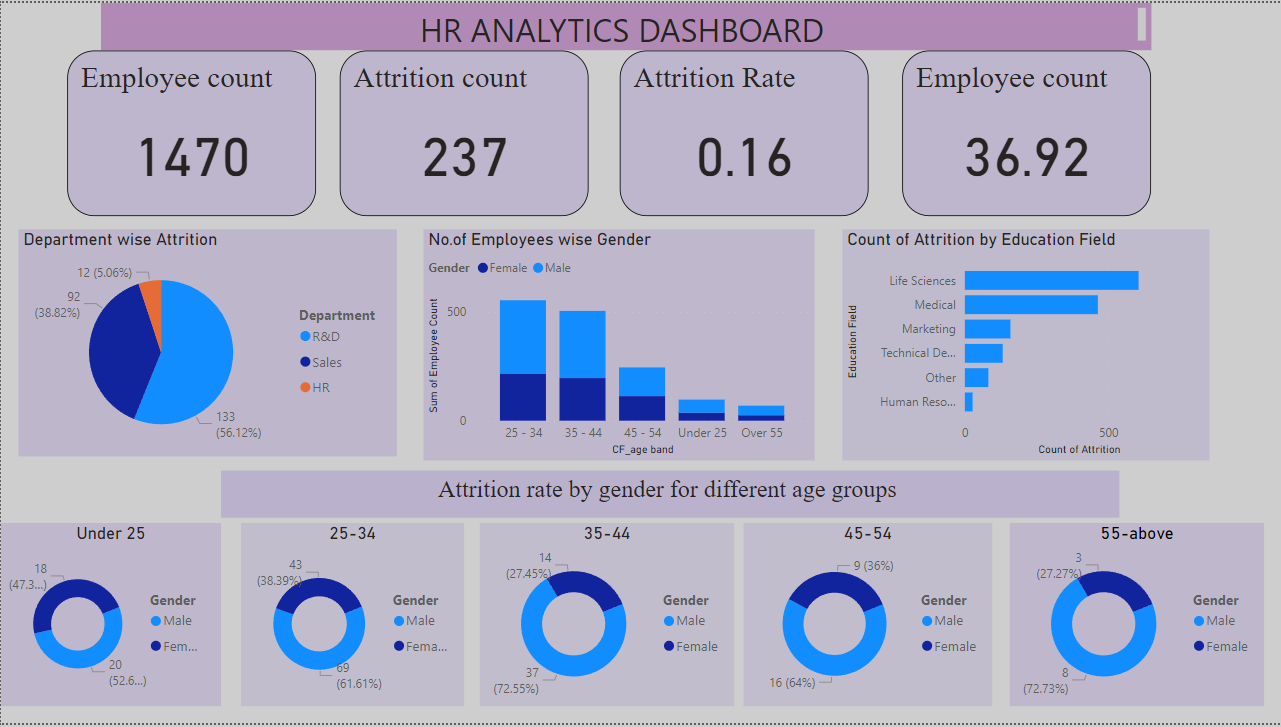 HR ANALYTICS DASHBOARD
Employee count
1470
Attrition count
237
Attrition Rate
0.16
Employee count
36.92
Department wise Attrition
12 (5.06%)
92
(38.82%)
133
(56.12%)
Department
R&D
Sales
HR
No.of Employees wise Gender
Gender Female Male
Sum of Employee Count
500
0
25 - 34 35 - 44 45 - 54 Under 25 Over 55
CF_age band
Count of Attrition by Education Field
Education Field
Life Sciences
Medical
Marketing
Technical De...
Other
Human Reso...
0 500
Count of Attrition
Attrition rate by gender for different age groups
Under 25
18
(47.3...)
20
(52.6...)
Gender
Male
Fem...
25-34
43
(38.39%)
69
(61.61%)
Gender
Male
Fema...
35-44
14
(27.45%)
37
(72.55%)
Gender
Male
Female
45-54
9 (36%)
16 (64%)
Gender
Male
Female
55-above
3
(27.27%)
8
(72.73%)
Gender
Male
Female